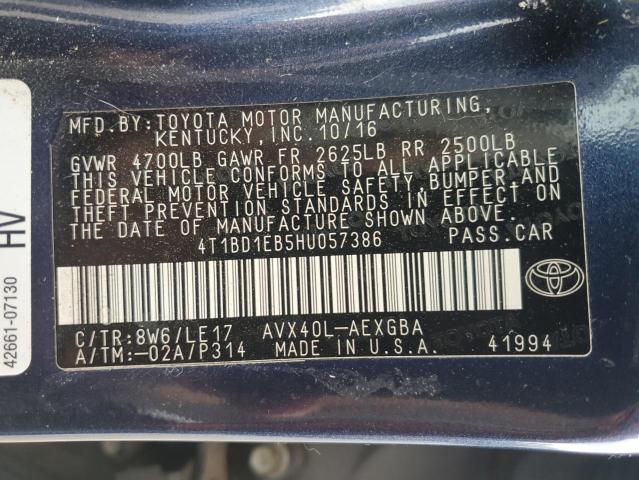 MFD.BY:TOYOTA MOTOR MANUFACTURING,
KENTUCKY, INC.10/16
GVWR 4700LB GAWR FR 2625LB RR 2500LB
THIS VEHICLE CONFORMS TO ALL APPLICABLE
FEDERAL MOTOR VEHICLE SAFETY,BUMPER,AND
THEFT PREVENTION STANDARDS IN EFFECT ON
THE DATE OF MANUFACTURE SHOWN ABOVE.
4T1BD1EB5HU057386 PASS.CAR
C/TR:8W6/LE17 AVX40L-AEXGBA
A/TM:-02A/P314 MADE IN U.S.A. 41994
42661-07130 HV